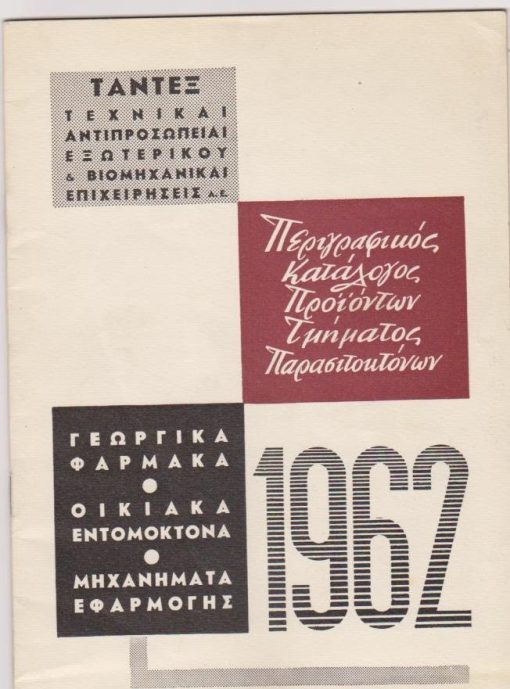 ΤΑΝΤΕΞ
ΤΕΧΝΙΚΑΙ
ΑΝΤΙΠΡΟΣΩΠΕΙΑΙ
ΕΞΩΤΕΡΙΚΟΥ
& ΒΙΟΜΗΧΑΝΙΚΑΙ
ΕΠΙΧΕΙΡΗΣΕΙΣ Α.Ε.
Περιγραφικός
Κατάλογος
Προϊόντων
Τμήματος
Παρασιτοκτόνων
ΓΕΩΡΓΙΚΑ
ΦΑΡΜΑΚΑ
ΟΙΚΙΑΚΑ
ΕΝΤΟΜΟΚΤΟΝΑ
ΜΗΧΑΝΗΜΑΤΑ
ΕΦΑΡΜΟΓΗΣ
1962